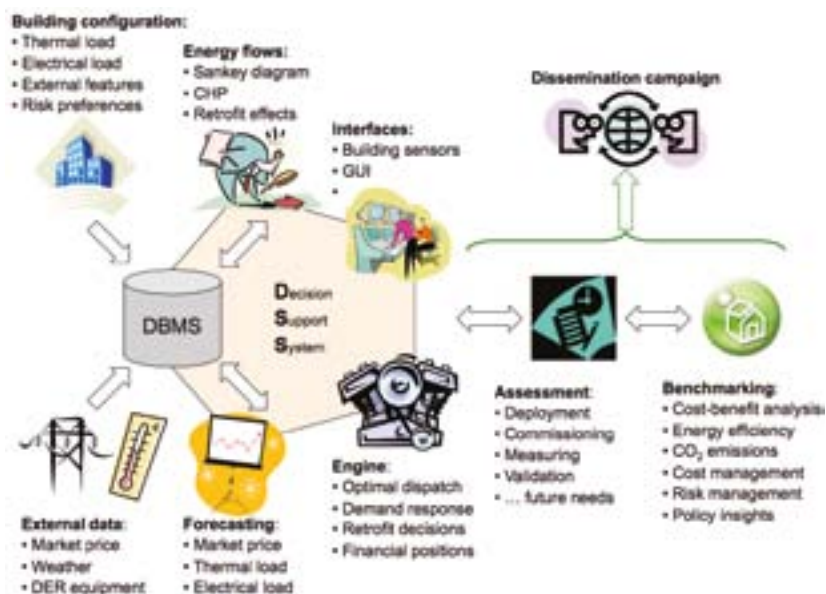 Building configuration:
• Thermal load
• Electrical load
• External features
• Risk preferences
Energy flows:
• Sankey diagram
• CHP
• Retrofit effects
Interfaces:
• Building sensors
• GUI
•
Dissemination campaign
DBMS
Decision
Support
System
External data:
• Market price
• Weather
• DER equipment
Forecasting:
• Market price
• Thermal load
• Electrical load
Engine:
• Optimal dispatch
• Demand response
• Retrofit decisions
• Financial positions
Assessment:
• Deployment
• Commissioning
• Measuring
• Validation
• ... future needs
Benchmarking:
• Cost-benefit analysis
• Energy efficiency
• CO₂ emissions
• Cost management
• Risk management
• Policy insights